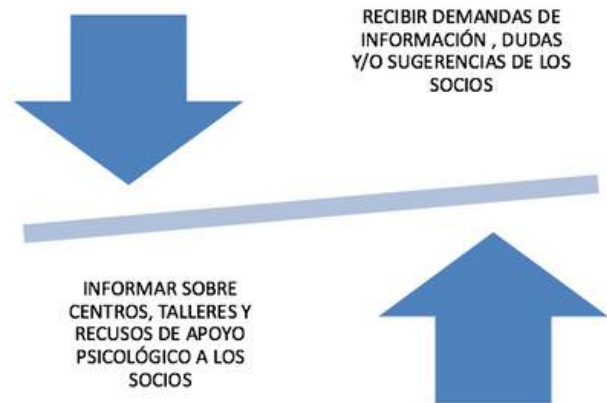 RECIBIR DEMANDAS DE
INFORMACIÓN , DUDAS
Y/O SUGERENCIAS DE LOS
SOCIOS
INFORMAR SOBRE
CENTROS, TALLERES Y
RECUSOS DE APOYO
PSICOLÓGICO A LOS
SOCIOS